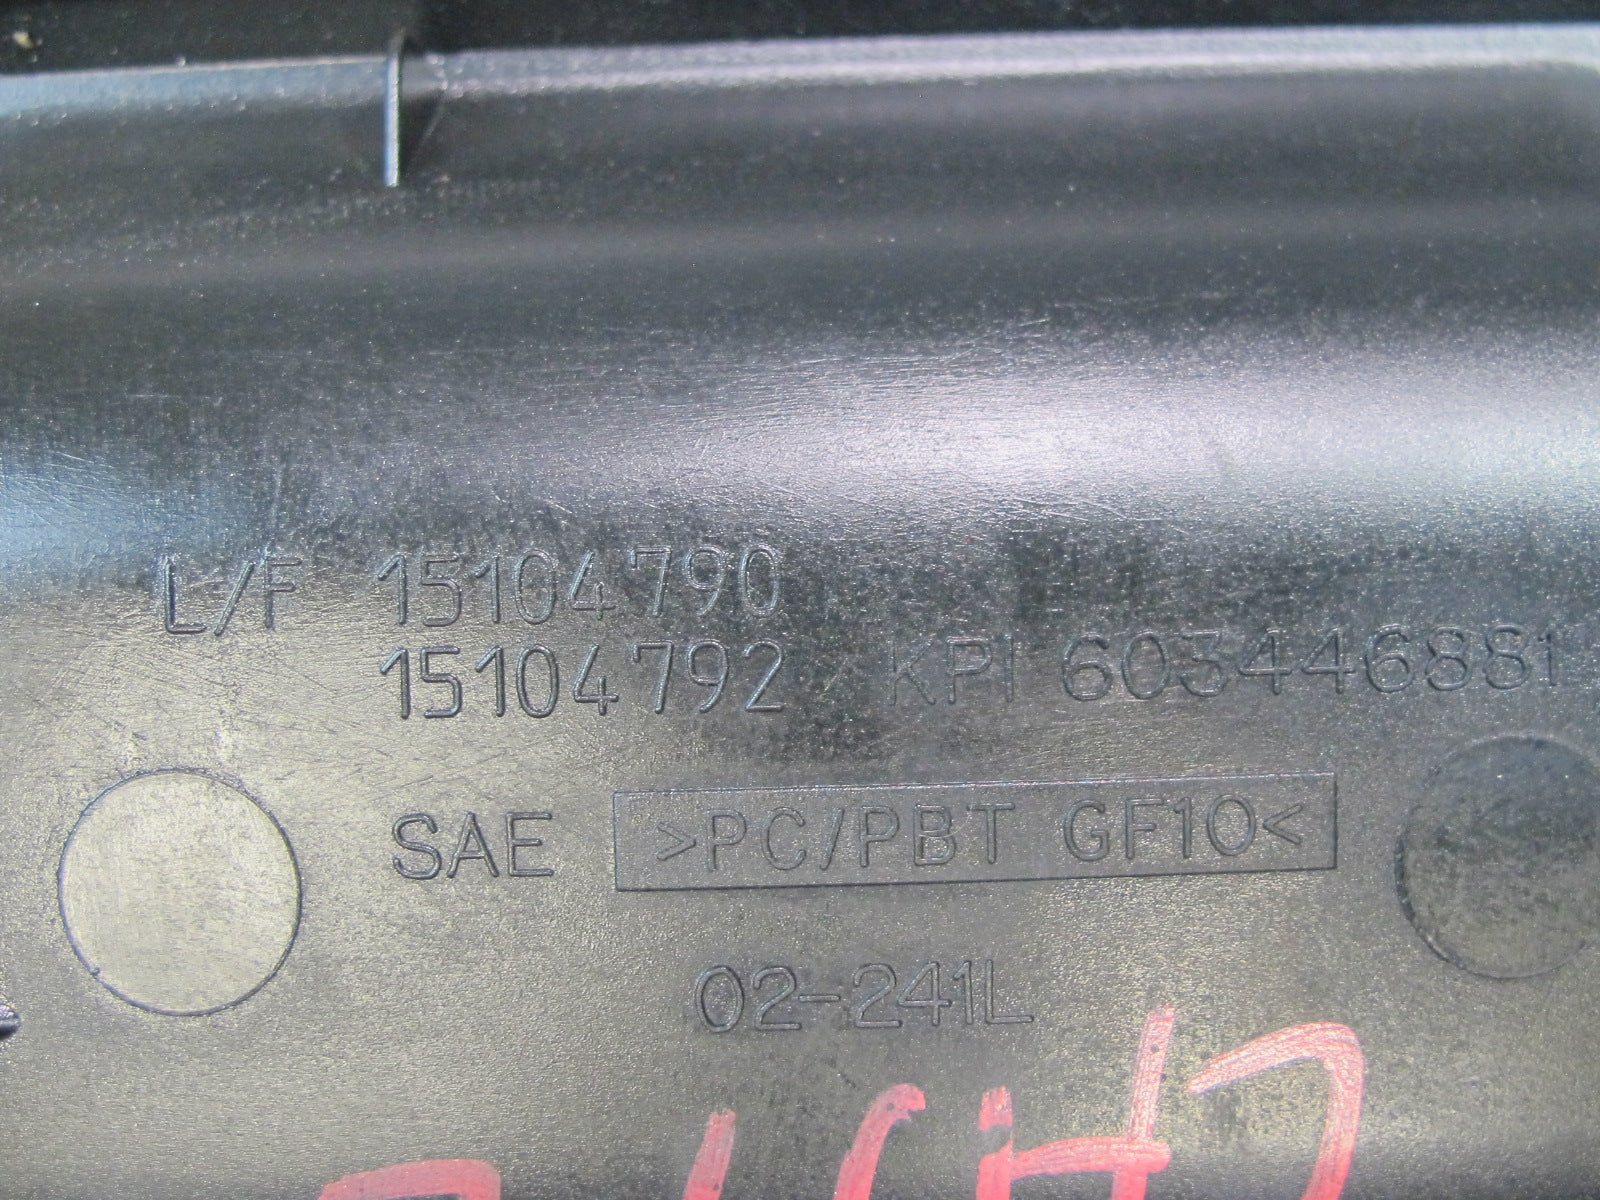 L/F 15104790
15104792 / KPI 603446881
SAE >PC/PBT GF10<
02-241L